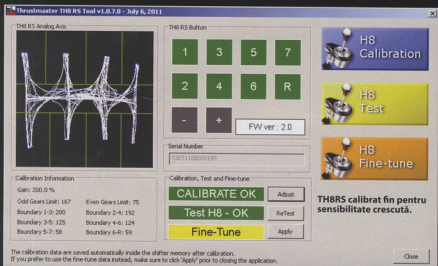 Thrustmaster TH8 RS Tool v1.0.7.0 - July 6, 2011
TH8 RS Analog Axis
TH8 RS Button
1 3 5 7
2 4 6 R
- +
FW ver : 2.0
Serial Number
Calibration Information
Gain: 200.0 %
Odd Gears Limit: 167 Even Gears Limit: 75
Boundary 1-3: 200 Boundary 2-4: 192
Boundary 3-5: 125 Boundary 4-6: 124
Boundary 5-7: 58 Boundary 6-R: 59
Calibration, Test and Fine-tune
CALIBRATE OK Adjust
Test H8 - OK ReTest
Fine-Tune Apply
H8
Calibration
H8
Test
H8
Fine-tune
TH8RS calibrat fin pentru
sensibilitate crescută.
The calibration date are saved automatically inside the shifter memory after calibration.
If you prefer to use the fine-tune data instead, make sure to click 'Apply' prior to closing the application.
Close